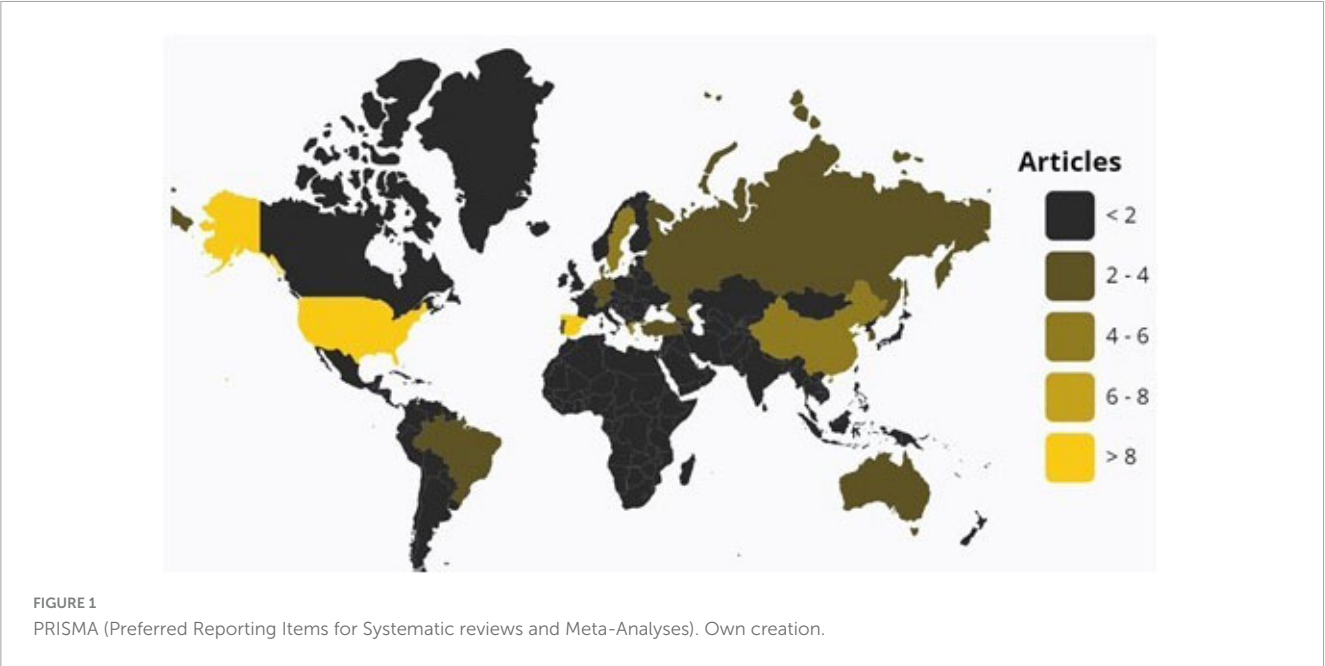 Articles
< 2
2 - 4
4 - 6
6 - 8
> 8
FIGURE 1
PRISMA (Preferred Reporting Items for Systematic reviews and Meta-Analyses). Own creation.